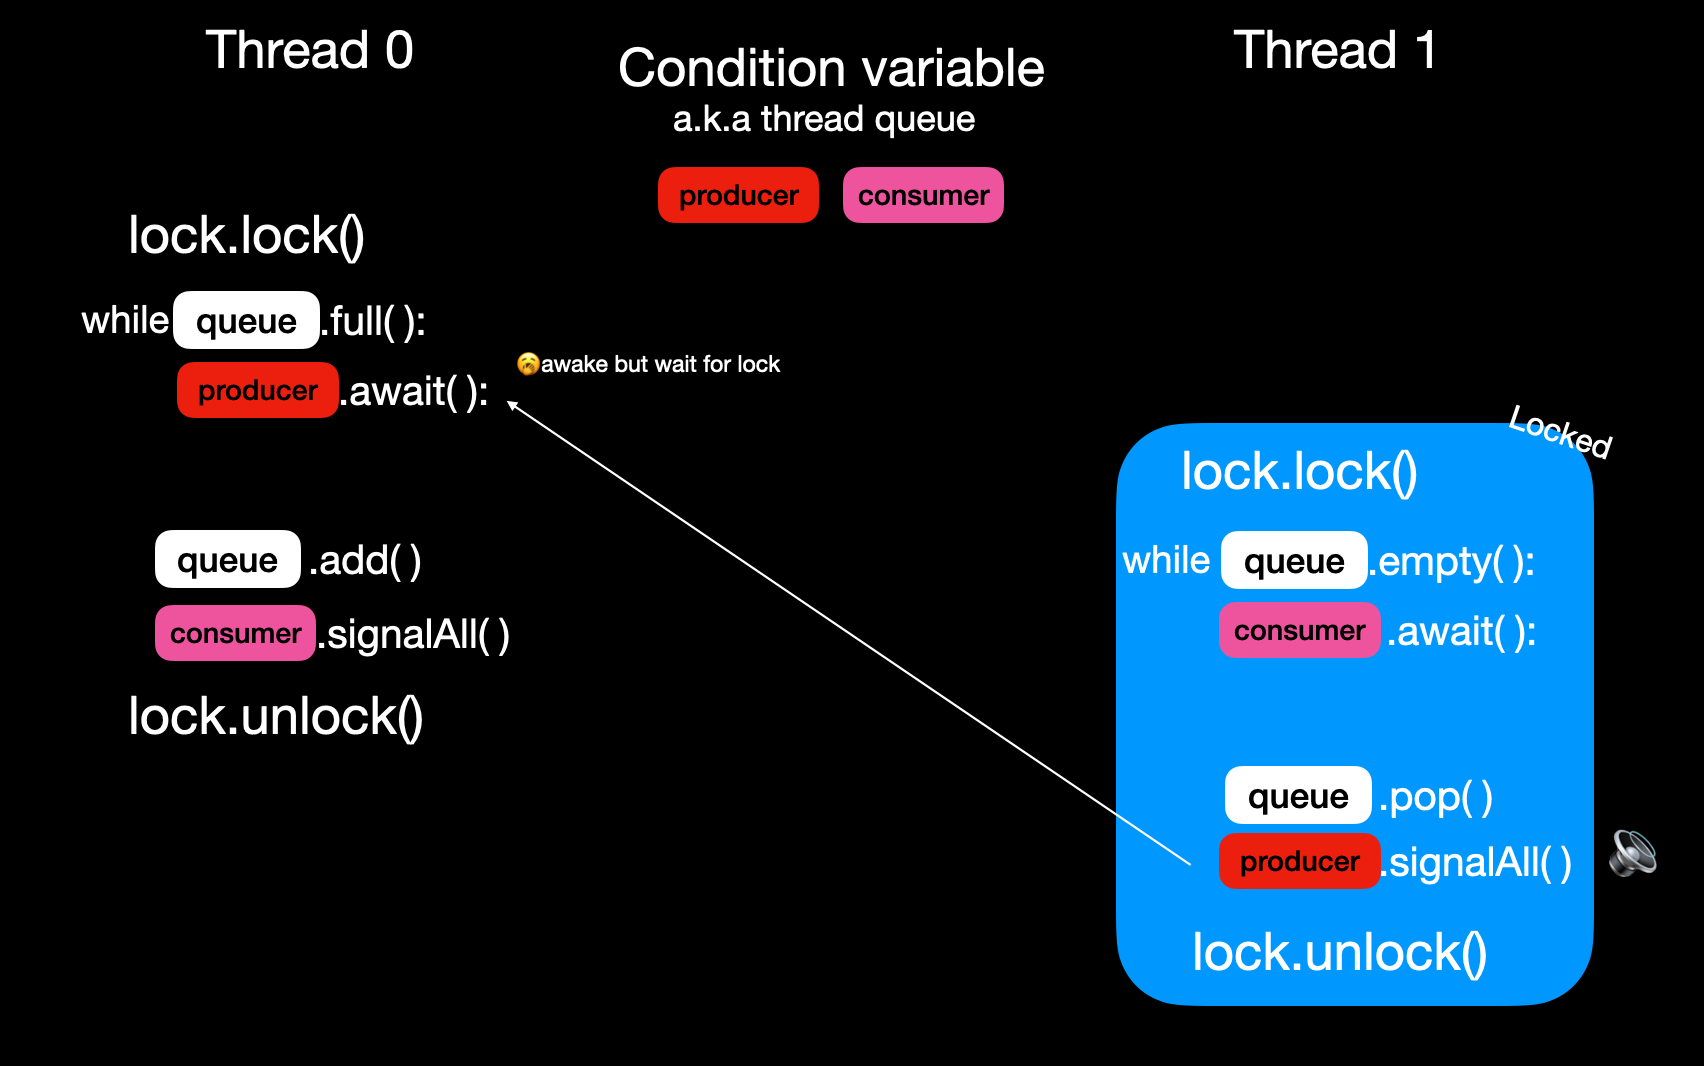 Thread 0
Condition variable
a.k.a thread queue
producer consumer
Thread 1
lock.lock()
while queue.full( ):
producer.await( ):
awake but wait for lock
queue.add( )
consumer.signalAll( )
lock.unlock()
Locked
lock.lock()
while queue.empty( ):
consumer.await( ):
queue.pop( )
producer.signalAll( )
lock.unlock()